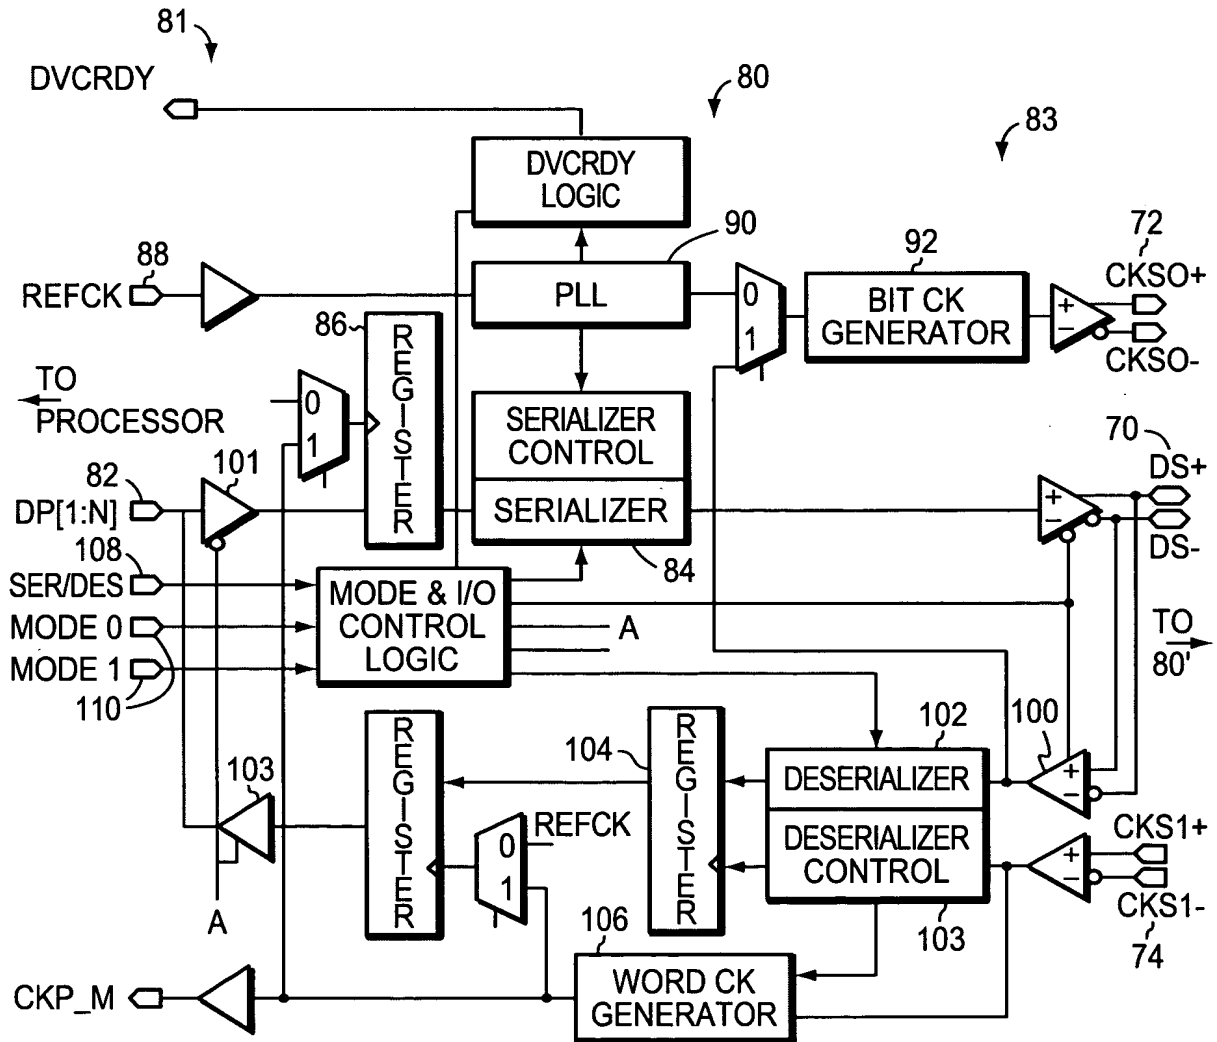 81
DVCRDY
80
83
DVCRDY
LOGIC
90
72
88
92
CKSO+
REFCK
PLL
0
1
BIT CK
GENERATOR
+
−
CKSO-
86
REGISTER
TO
PROCESSOR
0
1
SERIALIZER
CONTROL
70
82
101
DS+
DP[1:N]
SERIALIZER
+
−
DS-
108
84
SER/DES
MODE & I/O
CONTROL
LOGIC
MODE 0
A
TO
80'
MODE 1
110
REGISTER
104
REGISTER
102
100
103
DESERIALIZER
+
−
REFCK
0
1
DESERIALIZER
CONTROL
CKS1+
+
−
CKS1-
A
106
103
74
CKP_M
WORD CK
GENERATOR